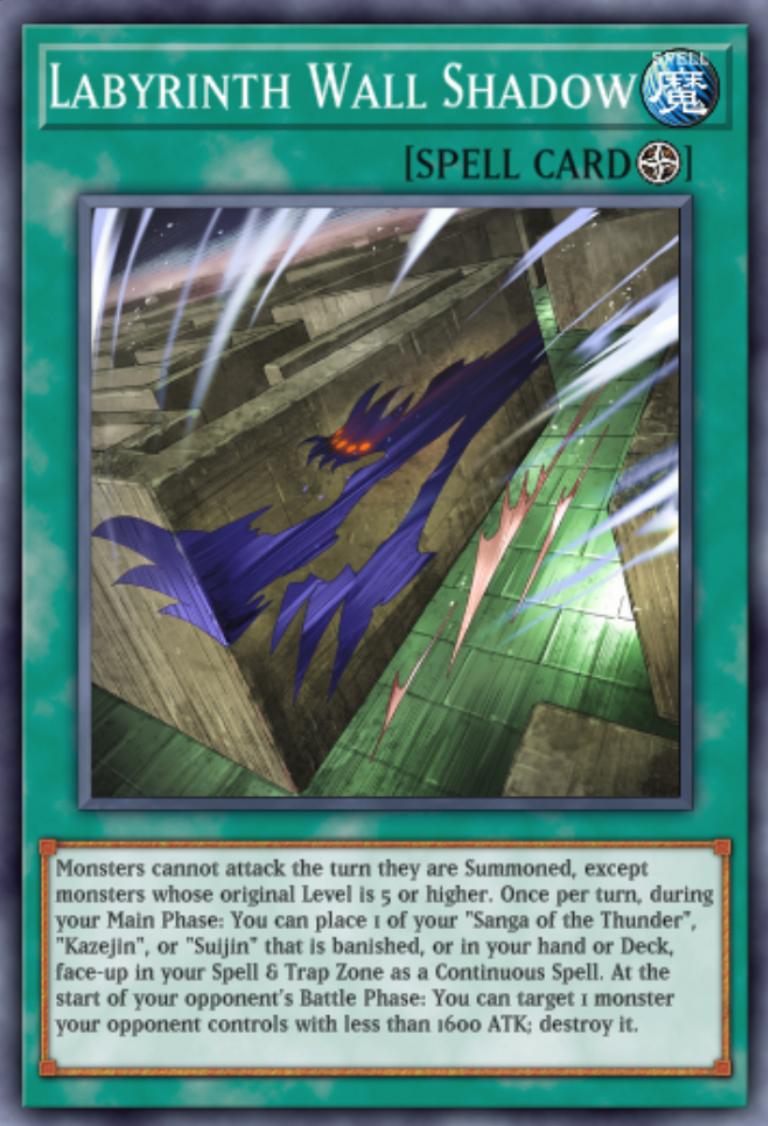 LABYRINTH WALL SHADOW
SPELL
魔
[SPELL CARD]
Monsters cannot attack the turn they are Summoned, except
monsters whose original Level is 5 or higher. Once per turn, during
your Main Phase: You can place 1 of your "Sanga of the Thunder",
"Kazejin", or "Suijin" that is banished, or in your hand or Deck,
face-up in your Spell & Trap Zone as a Continuous Spell. At the
start of your opponent's Battle Phase: You can target 1 monster
your opponent controls with less than 1600 ATK; destroy it.